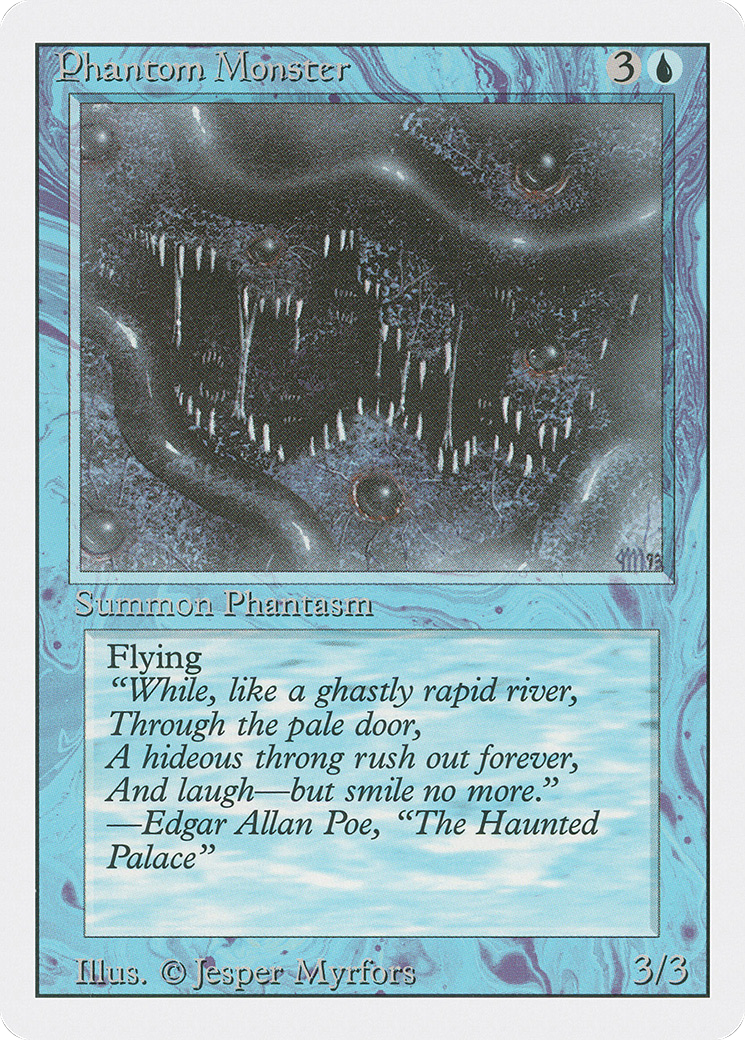 Phantom Monster 3
JM93
Summon Phantasm
Flying
“While, like a ghastly rapid river,
Through the pale door,
A hideous throng rush out forever,
And laugh—but smile no more.”
—Edgar Allan Poe, “The Haunted
Palace”
Illus. © Jesper Myrfors 3/3